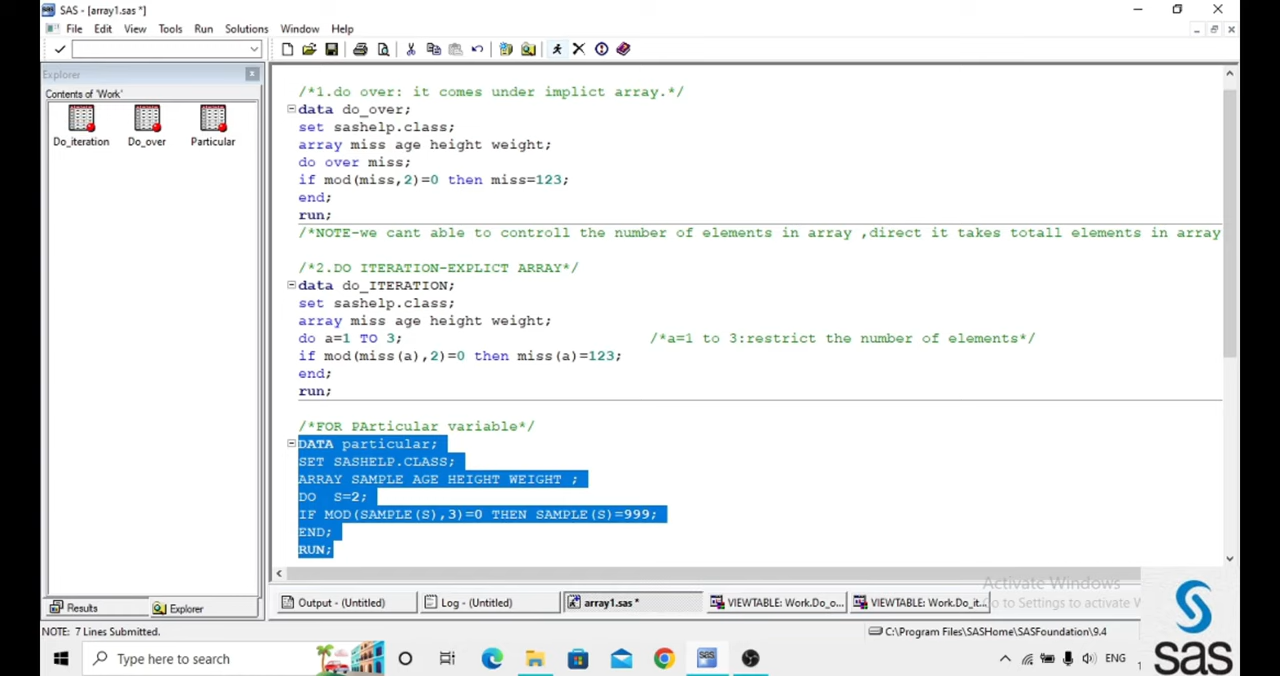 SAS - [array1.sas *]
File Edit View Tools Run Solutions Window Help
Explorer
Contents of 'Work'
Do_iteration Do_over Particular
/*1.do over: it comes under implict array.*/
data do_over;
set sashelp.class;
array miss age height weight;
do over miss;
if mod(miss,2)=0 then miss=123;
end;
run;
/*NOTE-we cant able to controll the number of elements in array ,direct it takes totall elements in array
/*2.DO ITERATION-EXPLICT ARRAY*/
data do_ITERATION;
set sashelp.class;
array miss age height weight;
do a=1 TO 3; /*a=1 to 3:restrict the number of elements*/
if mod(miss(a),2)=0 then miss(a)=123;
end;
run;
/*FOR PArticular variable*/
DATA particular;
SET SASHELP.CLASS;
ARRAY SAMPLE AGE HEIGHT WEIGHT ;
DO S=2;
IF MOD(SAMPLE(S),3)=0 THEN SAMPLE(S)=999;
END;
RUN;
Activate Windows
Go to Settings to activate W
Results Explorer
Output - (Untitled) Log - (Untitled) array1.sas * VIEWTABLE: Work.Do_o... VIEWTABLE: Work.Do_it...
NOTE: 7 Lines Submitted.
C:\Program Files\SASHome\SASFoundation\9.4
Type here to search
SAS
ENG
sas